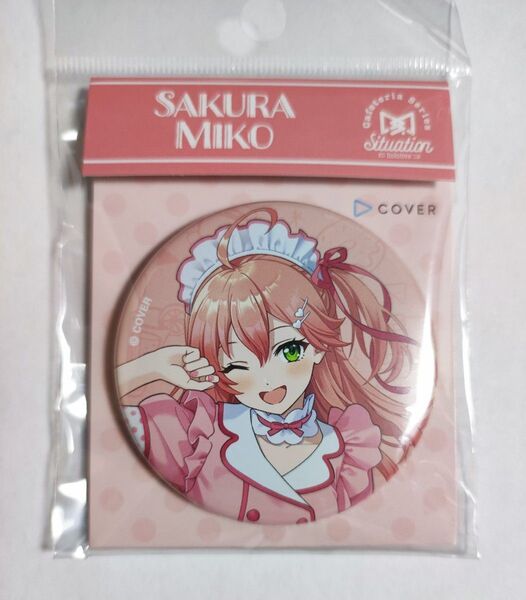 SAKURA
MIKO
Cafeteria Series
Situation
COVER
© COVER